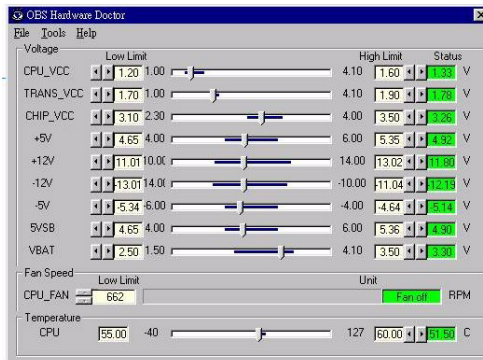 OBS Hardware Doctor
File Tools Help
Voltage
Low Limit High Limit Status
CPU_VCC 1.20 1.00 4.10 1.60 1.33 V
TRANS_VCC 1.70 1.00 4.10 1.90 1.78 V
CHIP_VCC 3.10 2.30 4.00 3.50 3.26 V
+5V 4.65 4.00 6.00 5.35 4.92 V
+12V 11.01 10.00 14.00 13.02 11.80 V
-12V -13.01 14.00 -10.00 -11.04 -12.19 V
-5V -5.34 -6.00 -4.00 -4.64 -5.14 V
5VSB 4.65 4.00 6.00 5.36 4.90 V
VBAT 2.50 1.50 4.10 3.50 3.30 V
Fan Speed
Low Limit Unit
CPU_FAN 662 Fan off RPM
Temperature
CPU 55.00 -40 127 60.00 51.50 C